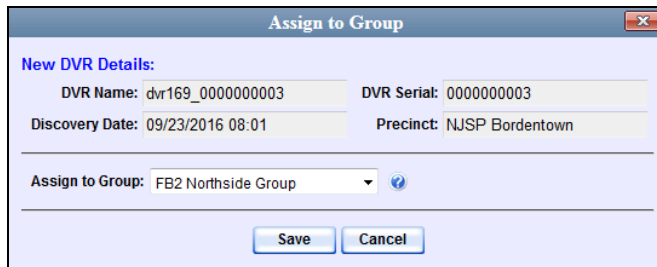 Assign to Group
New DVR Details:
DVR Name: dvr169_0000000003 DVR Serial: 0000000003
Discovery Date: 09/23/2016 08:01 Precinct: NJSP Bordentown
Assign to Group: FB2 Northside Group ?
Save Cancel